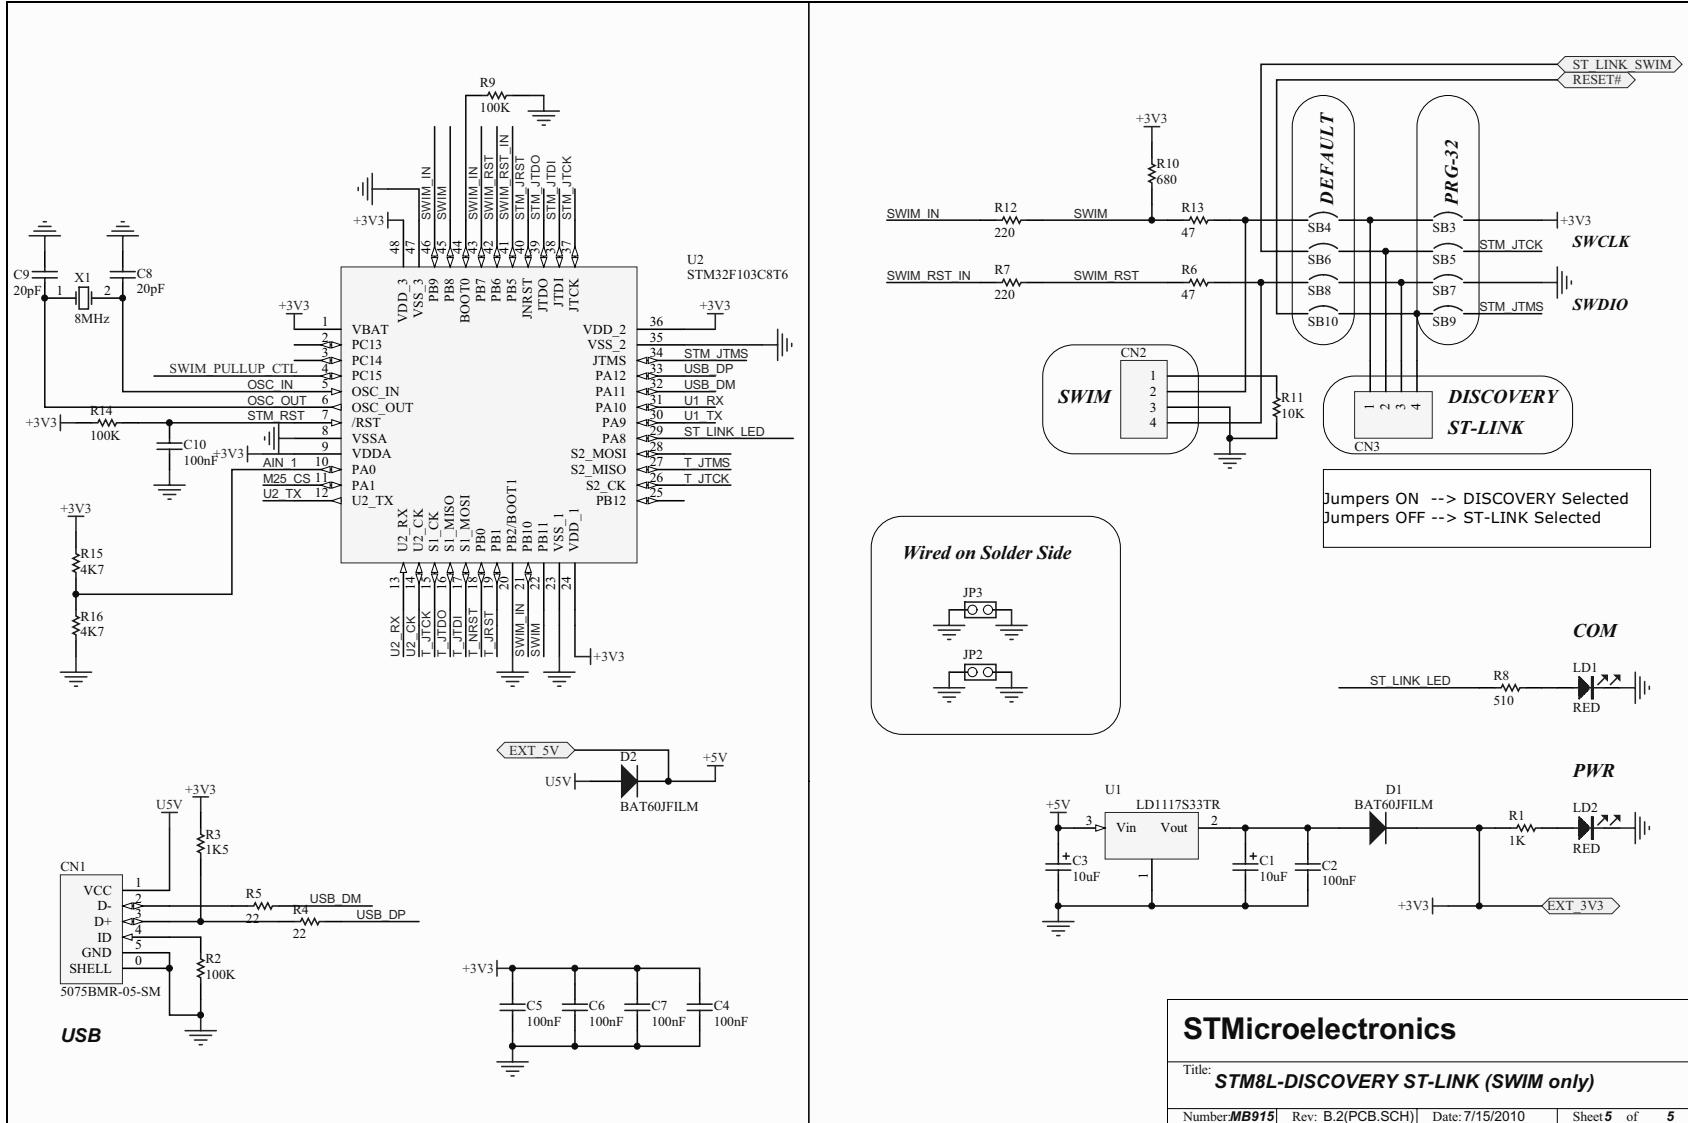 R9
100K
+3V3
SWIM_IN
SWIM
SWIM_IN
SWIM_RST
SWIM_RST_IN
STM_JRST
STM_JTDO
STM_JTDI
STM_JTCK
48
47
46
45
44
43
42
41
40
39
38
37
U2
STM32F103C8T6
VDD_3
VSS_3
PB9
PB8
BOOT0
PB7
PB6
PB5
JNRST
JTDO
JTDI
JTCK
C9
20pF
X1
1
2
8MHz
C8
20pF
+3V3
1 VBAT
2 PC13
3 PC14
SWIM_PULLUP_CTL 4 PC15
OSC_IN 5 OSC_IN
OSC_OUT 6 OSC_OUT
+3V3 R14 100K STM_RST 7 /RST
8 VSSA
C10
100nF
+3V3 9 VDDA
AIN_1 10 PA0
M25_CS 11 PA1
U2_TX 12 U2_TX
+3V3
VDD_2 36
VSS_2 35
JTMS 34 STM_JTMS
PA12 33 USB_DP
PA11 32 USB_DM
PA10 31 U1_RX
PA9 30 U1_TX
PA8 29 ST_LINK_LED
S2_MOSI 28
S2_MISO 27 T_JTMS
S2_CK 26 T_JTCK
PB12 25
U2_RX
U2_CK
S1_CK
S1_MISO
S1_MOSI
PB0
PB1
PB2/BOOT1
PB10
PB11
VSS_1
VDD_1
13
14
15
16
17
18
19
20
21
22
23
24
U2_RX
U2_CK
T_JTCK
T_JTDO
T_JTDI
T_NRST
T_JRST
SWIM_IN
SWIM
+3V3
+3V3
R15
4K7
R16
4K7
EXT_5V
U5V
D2
BAT60JFILM
+5V
U5V
+3V3
R3
1K5
CN1
VCC 1
D- 2
D+ 3
ID 4
GND 5
SHELL 0
5075BMR-05-SM
R5
22
USB_DM
R4
22
USB_DP
R2
100K
USB
+3V3
C5
100nF
C6
100nF
C7
100nF
C4
100nF
ST_LINK_SWIM
RESET#
DEFAULT
PRG-32
+3V3
R10
680
SWIM_IN
R12
220
SWIM
R13
47
SB4
SB3
+3V3
SWCLK
SB6
SB5
STM_JTCK
SWIM_RST_IN
R7
220
SWIM_RST
R6
47
SB8
SB7
SWDIO
SB10
SB9
STM_JTMS
CN2
SWIM
1
2
3
4
R11
10K
1
2
3
4
CN3
DISCOVERY
ST-LINK
Jumpers ON --> DISCOVERY Selected
Jumpers OFF --> ST-LINK Selected
Wired on Solder Side
JP3
JP2
COM
ST_LINK_LED
R8
510
LD1
RED
PWR
+5V
U1
LD1117S33TR
3
Vin
Vout
2
1
C3
10uF
+
C1
10uF
+
C2
100nF
D1
BAT60JFILM
R1
1K
LD2
RED
+3V3
EXT_3V3
STMicroelectronics
Title: STM8L-DISCOVERY ST-LINK (SWIM only)
Number:MB915 Rev: B.2(PCB.SCH) Date:7/15/2010 Sheet 5 of 5